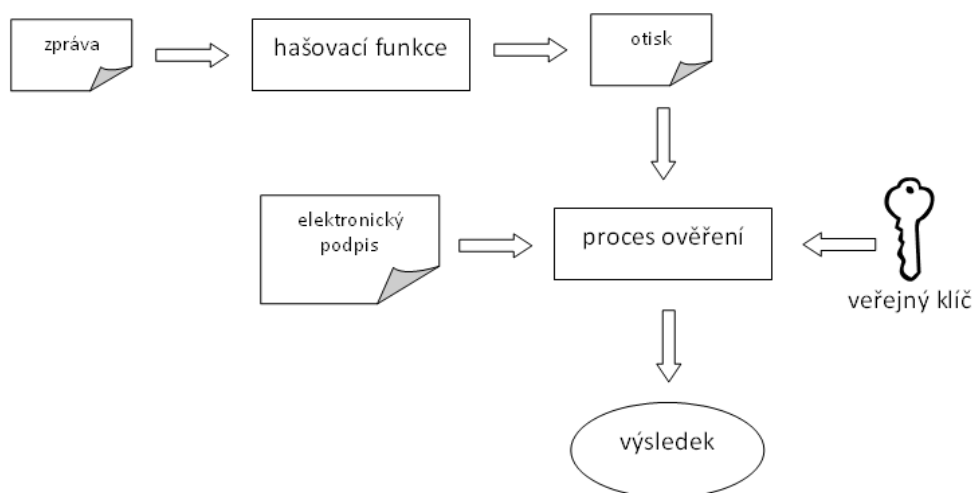 zpráva
hašovací funkce
otisk
elektronický
podpis
proces ověření
veřejný klíč
výsledek